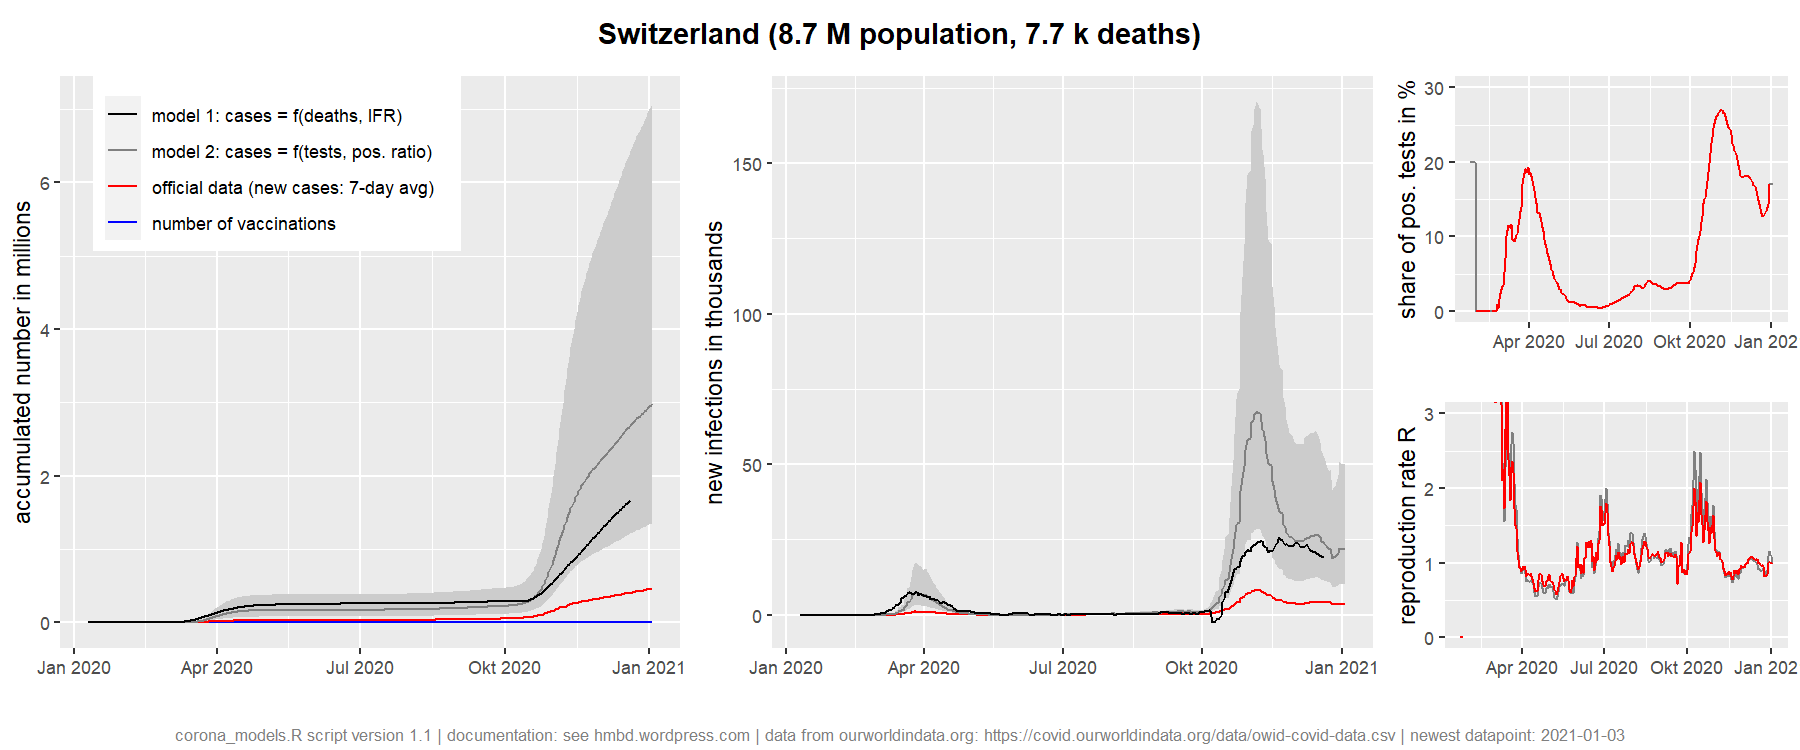 Switzerland (8.7 M population, 7.7 k deaths)
accumulated number in millions
6
4
2
0
model 1: cases = f(deaths, IFR)
model 2: cases = f(tests, pos. ratio)
official data (new cases: 7-day avg)
number of vaccinations
Jan 2020 Apr 2020 Jul 2020 Okt 2020 Jan 2021
new infections in thousands
150
100
50
0
Jan 2020 Apr 2020 Jul 2020 Okt 2020 Jan 2021
share of pos. tests in %
30
20
10
0
Apr 2020 Jul 2020 Okt 2020 Jan 202
reproduction rate R
3
2
1
0
Apr 2020 Jul 2020 Okt 2020 Jan 202
corona_models.R script version 1.1 | documentation: see hmbd.wordpress.com | data from ourworldindata.org: https://covid.ourworldindata.org/data/owid-covid-data.csv | newest datapoint: 2021-01-03